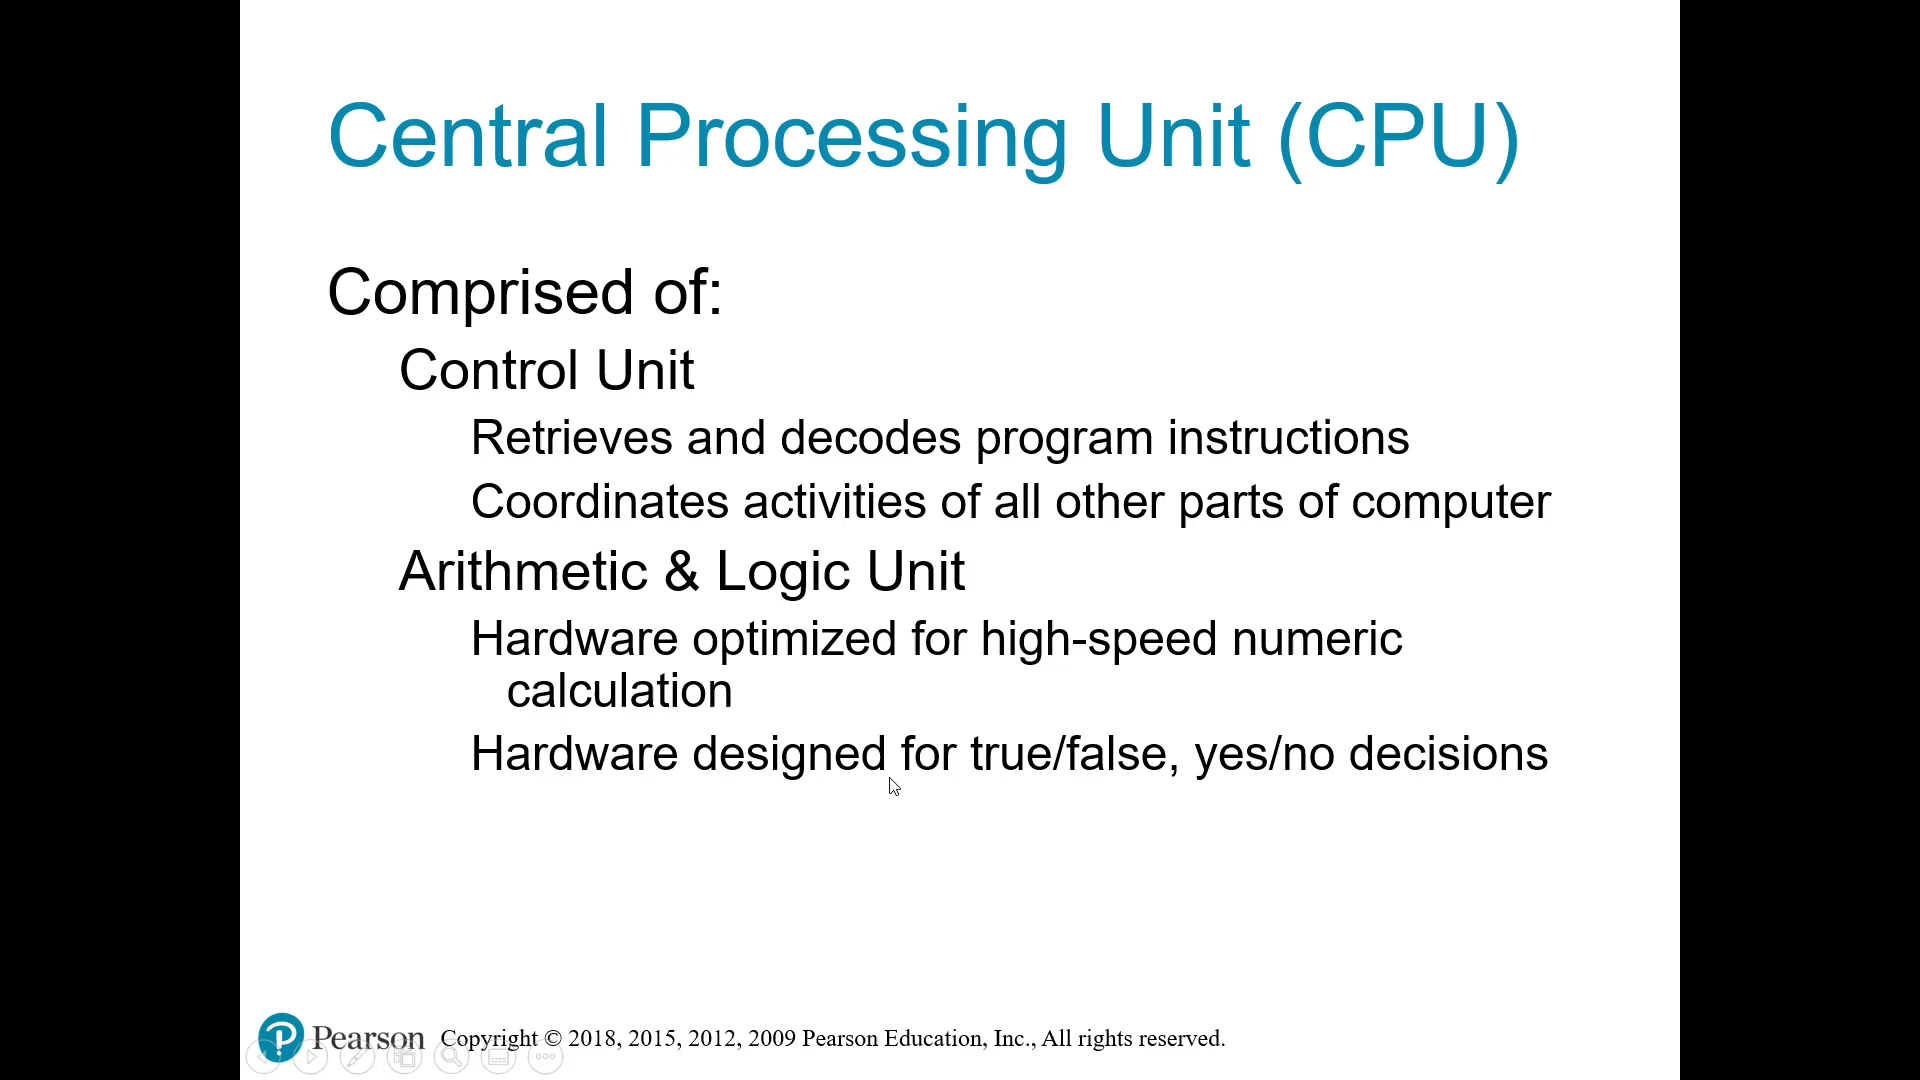 Central Processing Unit (CPU)
Comprised of:
Control Unit
Retrieves and decodes program instructions
Coordinates activities of all other parts of computer
Arithmetic & Logic Unit
Hardware optimized for high-speed numeric
calculation
Hardware designed for true/false, yes/no decisions
Pearson Copyright © 2018, 2015, 2012, 2009 Pearson Education, Inc., All rights reserved.